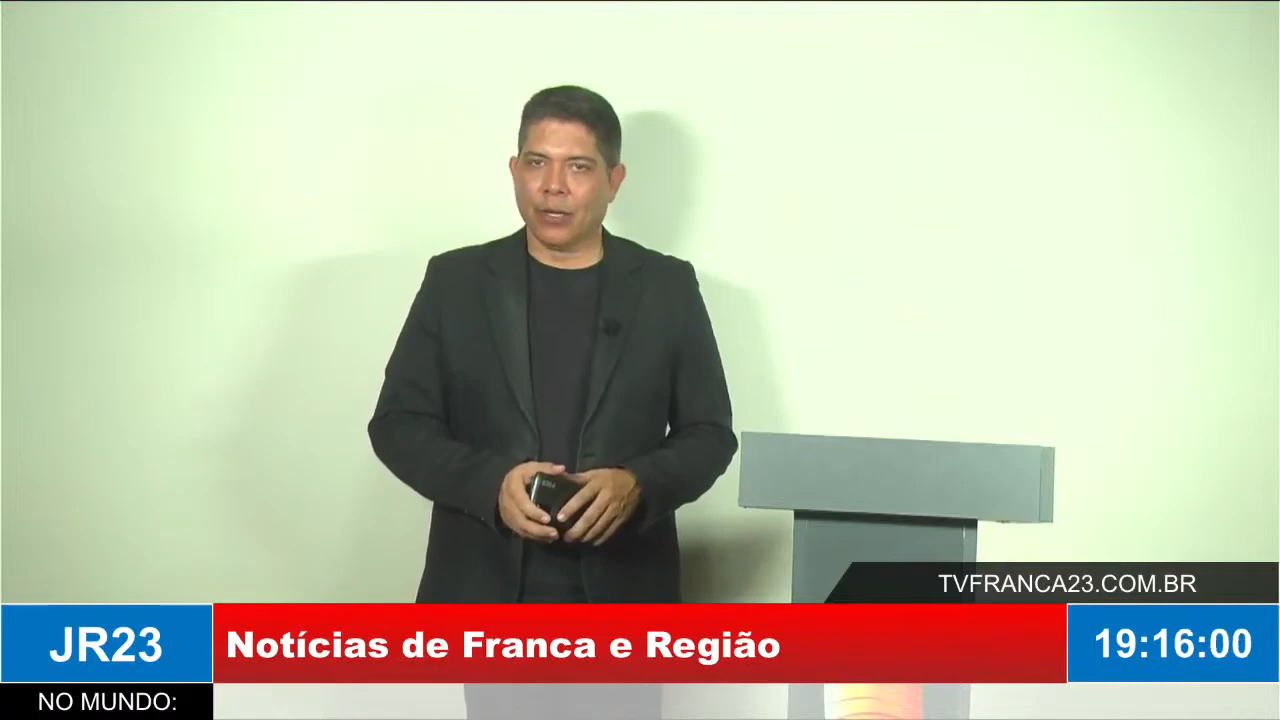 TVFRANCA23.COM.BR
JR23
Notícias de Franca e Região
19:16:00
NO MUNDO: